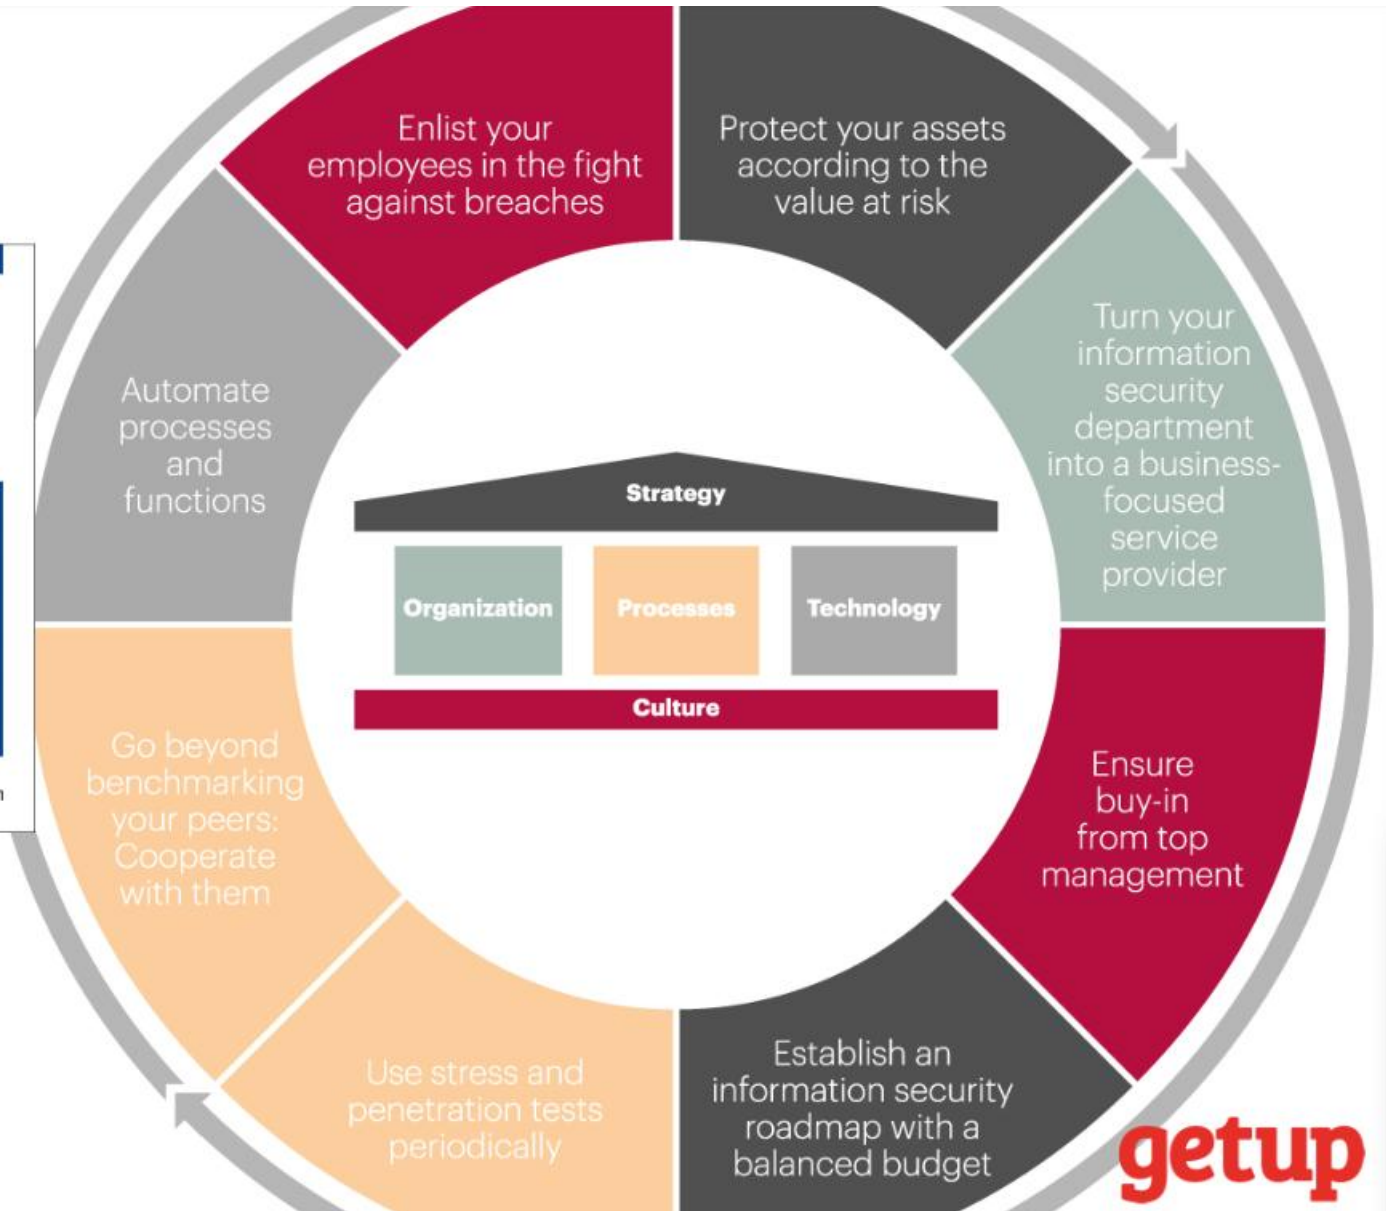 Enlist your
employees in the fight
against breaches
Protect your assets
according to the
value at risk
Turn your
information
security
department
into a business-
focused
service
provider
Ensure
buy-in
from top
management
Establish an
information security
roadmap with a
balanced budget
Use stress and
penetration tests
periodically
Go beyond
benchmarking
your peers:
Cooperate
with them
Automate
processes
and
functions
Strategy
Organization
Processes
Technology
Culture
getup